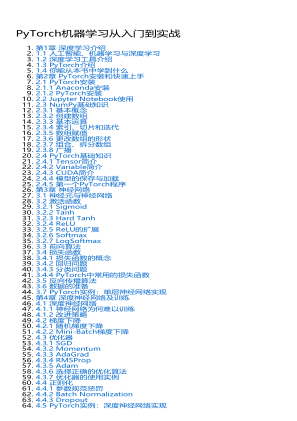 PyTorch机器学习从入门到实战
1. 第1章 深度学习介绍
2. 1.1 人工智能、机器学习与深度学习
3. 1.2 深度学习工具介绍
4. 1.3 PyTorch介绍
5. 1.4 你能从本书中学到什么
6. 第2章 PyTorch安装和快速上手
7. 2.1 PyTorch安装
8. 2.1.1 Anaconda安装
9. 2.1.2 PyTorch安装
10. 2.2 Jupyter Notebook使用
11. 2.3 NumPy基础知识
12. 2.3.1 基本概念
13. 2.3.2 创建数组
14. 2.3.3 基本运算
15. 2.3.4 索引、切片和迭代
16. 2.3.5 数组赋值
17. 2.3.6 更改数组的形状
18. 2.3.7 组合、拆分数组
19. 2.3.8 广播
20. 2.4 PyTorch基础知识
21. 2.4.1 Tensor简介
22. 2.4.2 Variable简介
23. 2.4.3 CUDA简介
24. 2.4.4 模型的保存与加载
25. 2.4.5 第一个PyTorch程序
26. 第3章 神经网络
27. 3.1 神经元与神经网络
28. 3.2 激活函数
29. 3.2.1 Sigmoid
30. 3.2.2 Tanh
31. 3.2.3 Hard Tanh
32. 3.2.4 ReLU
33. 3.2.5 ReLU的扩展
34. 3.2.6 Softmax
35. 3.2.7 LogSoftmax
36. 3.3 前向算法
37. 3.4 损失函数
38. 3.4.1 损失函数的概念
39. 3.4.2 回归问题
40. 3.4.3 分类问题
41. 3.4.4 PyTorch中常用的损失函数
42. 3.5 反向传播算法
43. 3.6 数据的准备
44. 3.7 PyTorch实例：单层神经网络实现
45. 第4章 深度神经网络及训练
46. 4.1 深度神经网络
47. 4.1.1 神经网络为何难以训练
48. 4.1.2 改进策略
49. 4.2 梯度下降
50. 4.2.1 随机梯度下降
51. 4.2.2 Mini-Batch梯度下降
52. 4.3 优化器
53. 4.3.1 SGD
54. 4.3.2 Momentum
55. 4.3.3 AdaGrad
56. 4.3.4 RMSProp
57. 4.3.5 Adam
58. 4.3.6 选择正确的优化算法
59. 4.3.7 优化器的使用实例
60. 4.4 正则化
61. 4.4.1 参数规范惩罚
62. 4.4.2 Batch Normalization
63. 4.4.3 Dropout
64. 4.5 PyTorch实例：深度神经网络实现